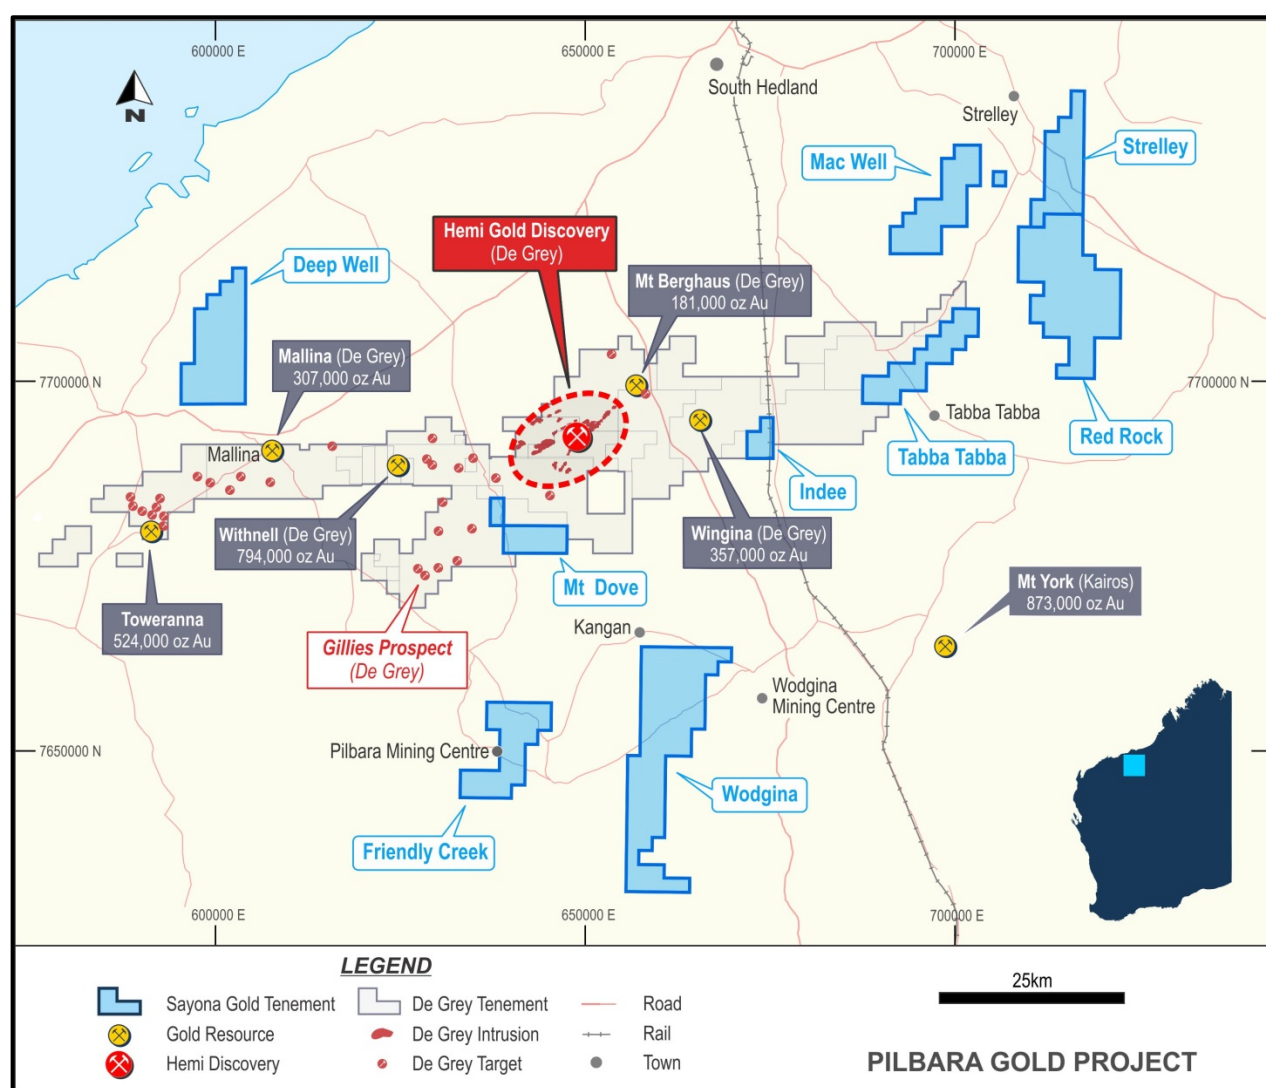 600000 E
650000 E
700000 E
N
South Hedland
Strelley
Strelley
Mac Well
Hemi Gold Discovery
(De Grey)
Deep Well
Mt Berghaus (De Grey)
181,000 oz Au
Mallina (De Grey)
307,000 oz Au
7700000 N
7700000 N
Tabba Tabba
Red Rock
Tabba Tabba
Mallina
Indee
Withnell (De Grey)
794,000 oz Au
Wingina (De Grey)
357,000 oz Au
Mt Dove
Mt York (Kairos)
873,000 oz Au
Toweranna
524,000 oz Au
Kangan
Gillies Prospect
(De Grey)
Wodgina
Mining Centre
Pilbara Mining Centre
7650000 N
Wodgina
Friendly Creek
600000 E
650000 E
700000 E
LEGEND
Sayona Gold Tenement
De Grey Tenement
Road
Gold Resource
De Grey Intrusion
Rail
Hemi Discovery
De Grey Target
Town
25km
PILBARA GOLD PROJECT